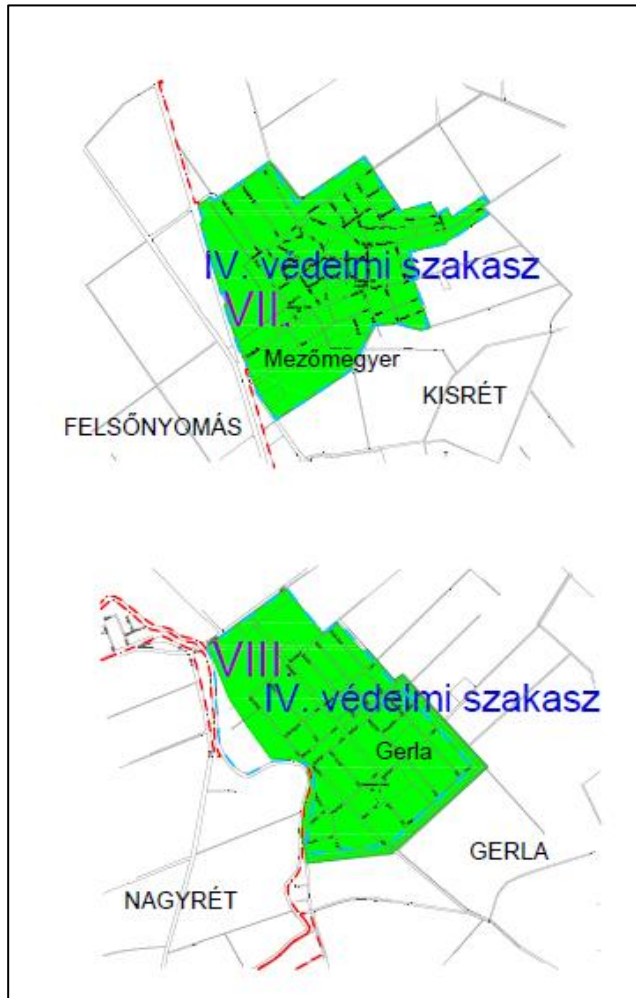 IV. védelmi szakasz
VII.
Mezőmegyer
KISRÉT
FELSŐNYOMÁS
VIII.
IV. védelmi szakasz
Gerla
GERLA
NAGYRÉT